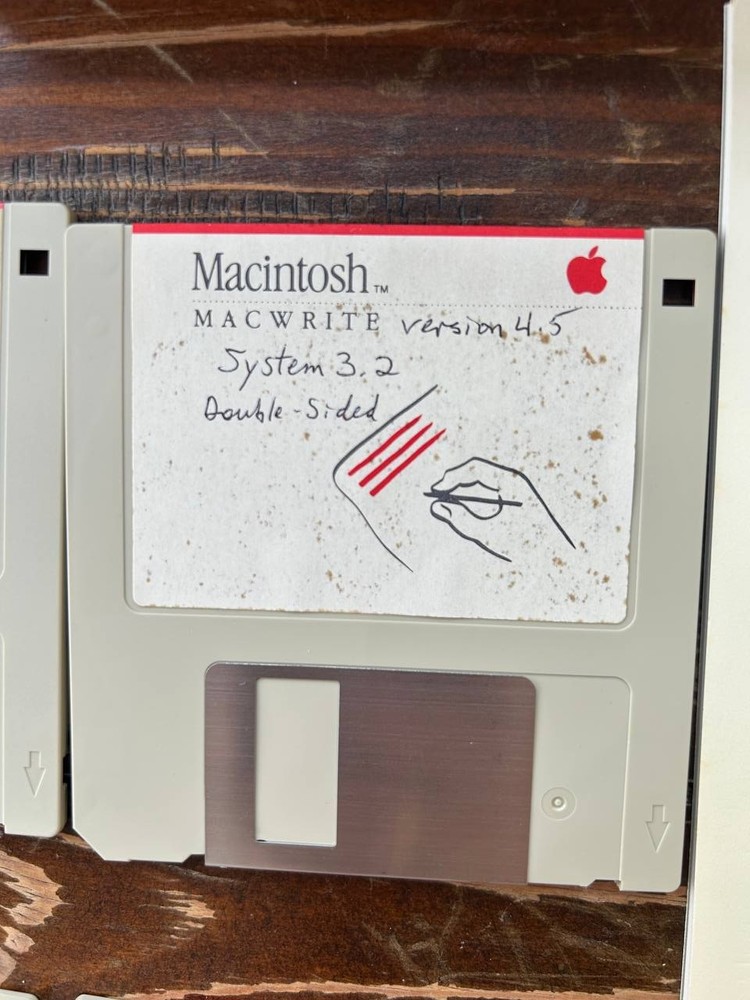 Macintosh™
MACWRITE version 4.5
System 3.2
Double-Sided